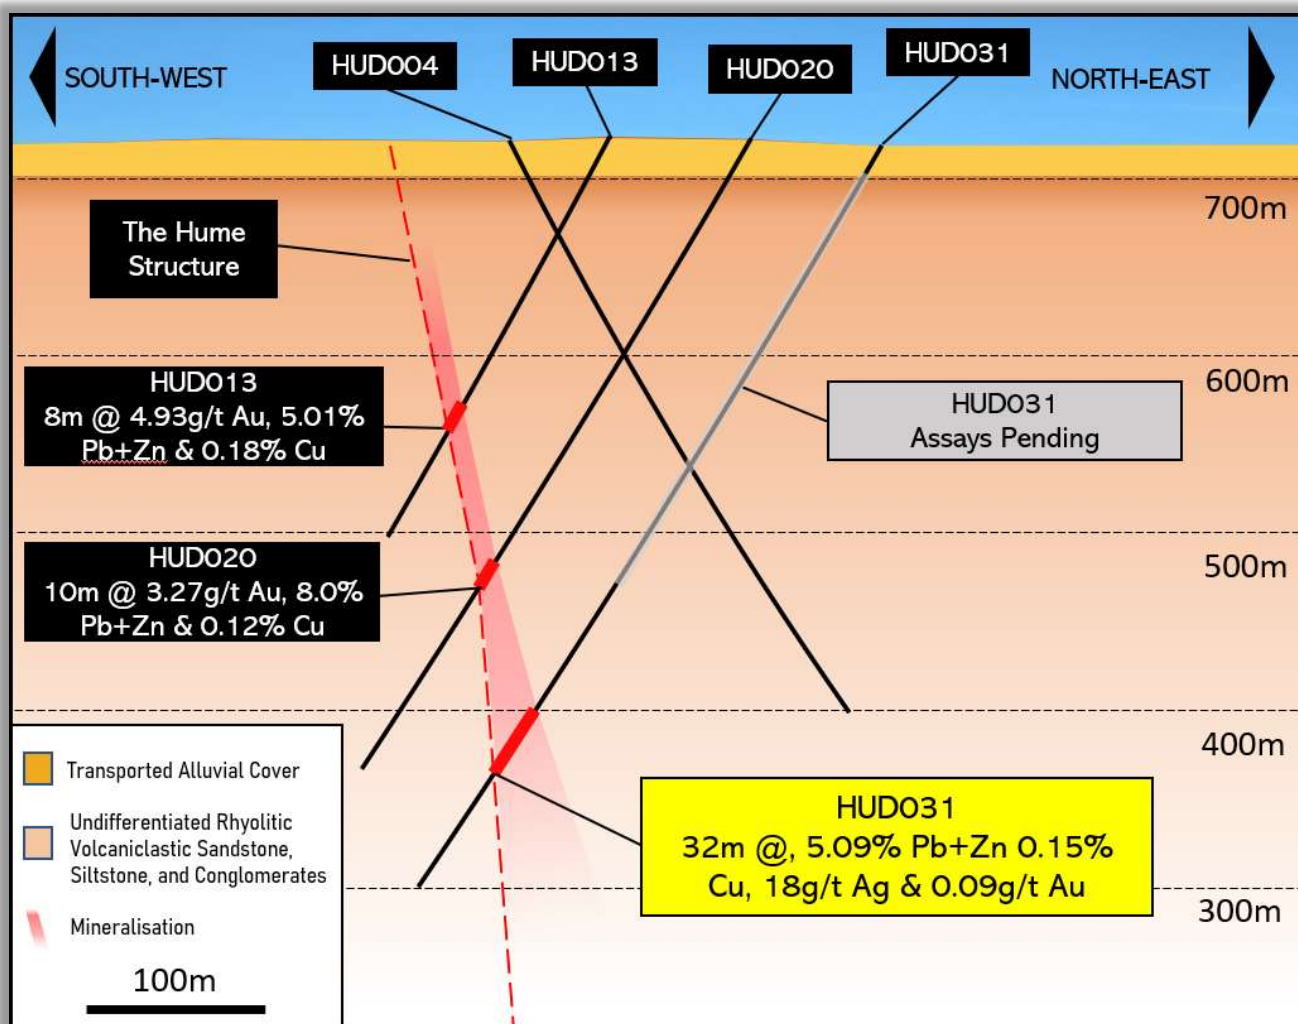 SOUTH-WEST
HUD004
HUD013
HUD020
HUD031
NORTH-EAST
700m
The Hume
Structure
600m
HUD013
8m @ 4.93g/t Au, 5.01%
Pb+Zn & 0.18% Cu
HUD031
Assays Pending
500m
HUD020
10m @ 3.27g/t Au, 8.0%
Pb+Zn & 0.12% Cu
400m
HUD031
32m @, 5.09% Pb+Zn 0.15%
Cu, 18g/t Ag & 0.09g/t Au
300m
Transported Alluvial Cover
Undifferentiated Rhyolitic
Volcaniclastic Sandstone,
Siltstone, and Conglomerates
Mineralisation
100m